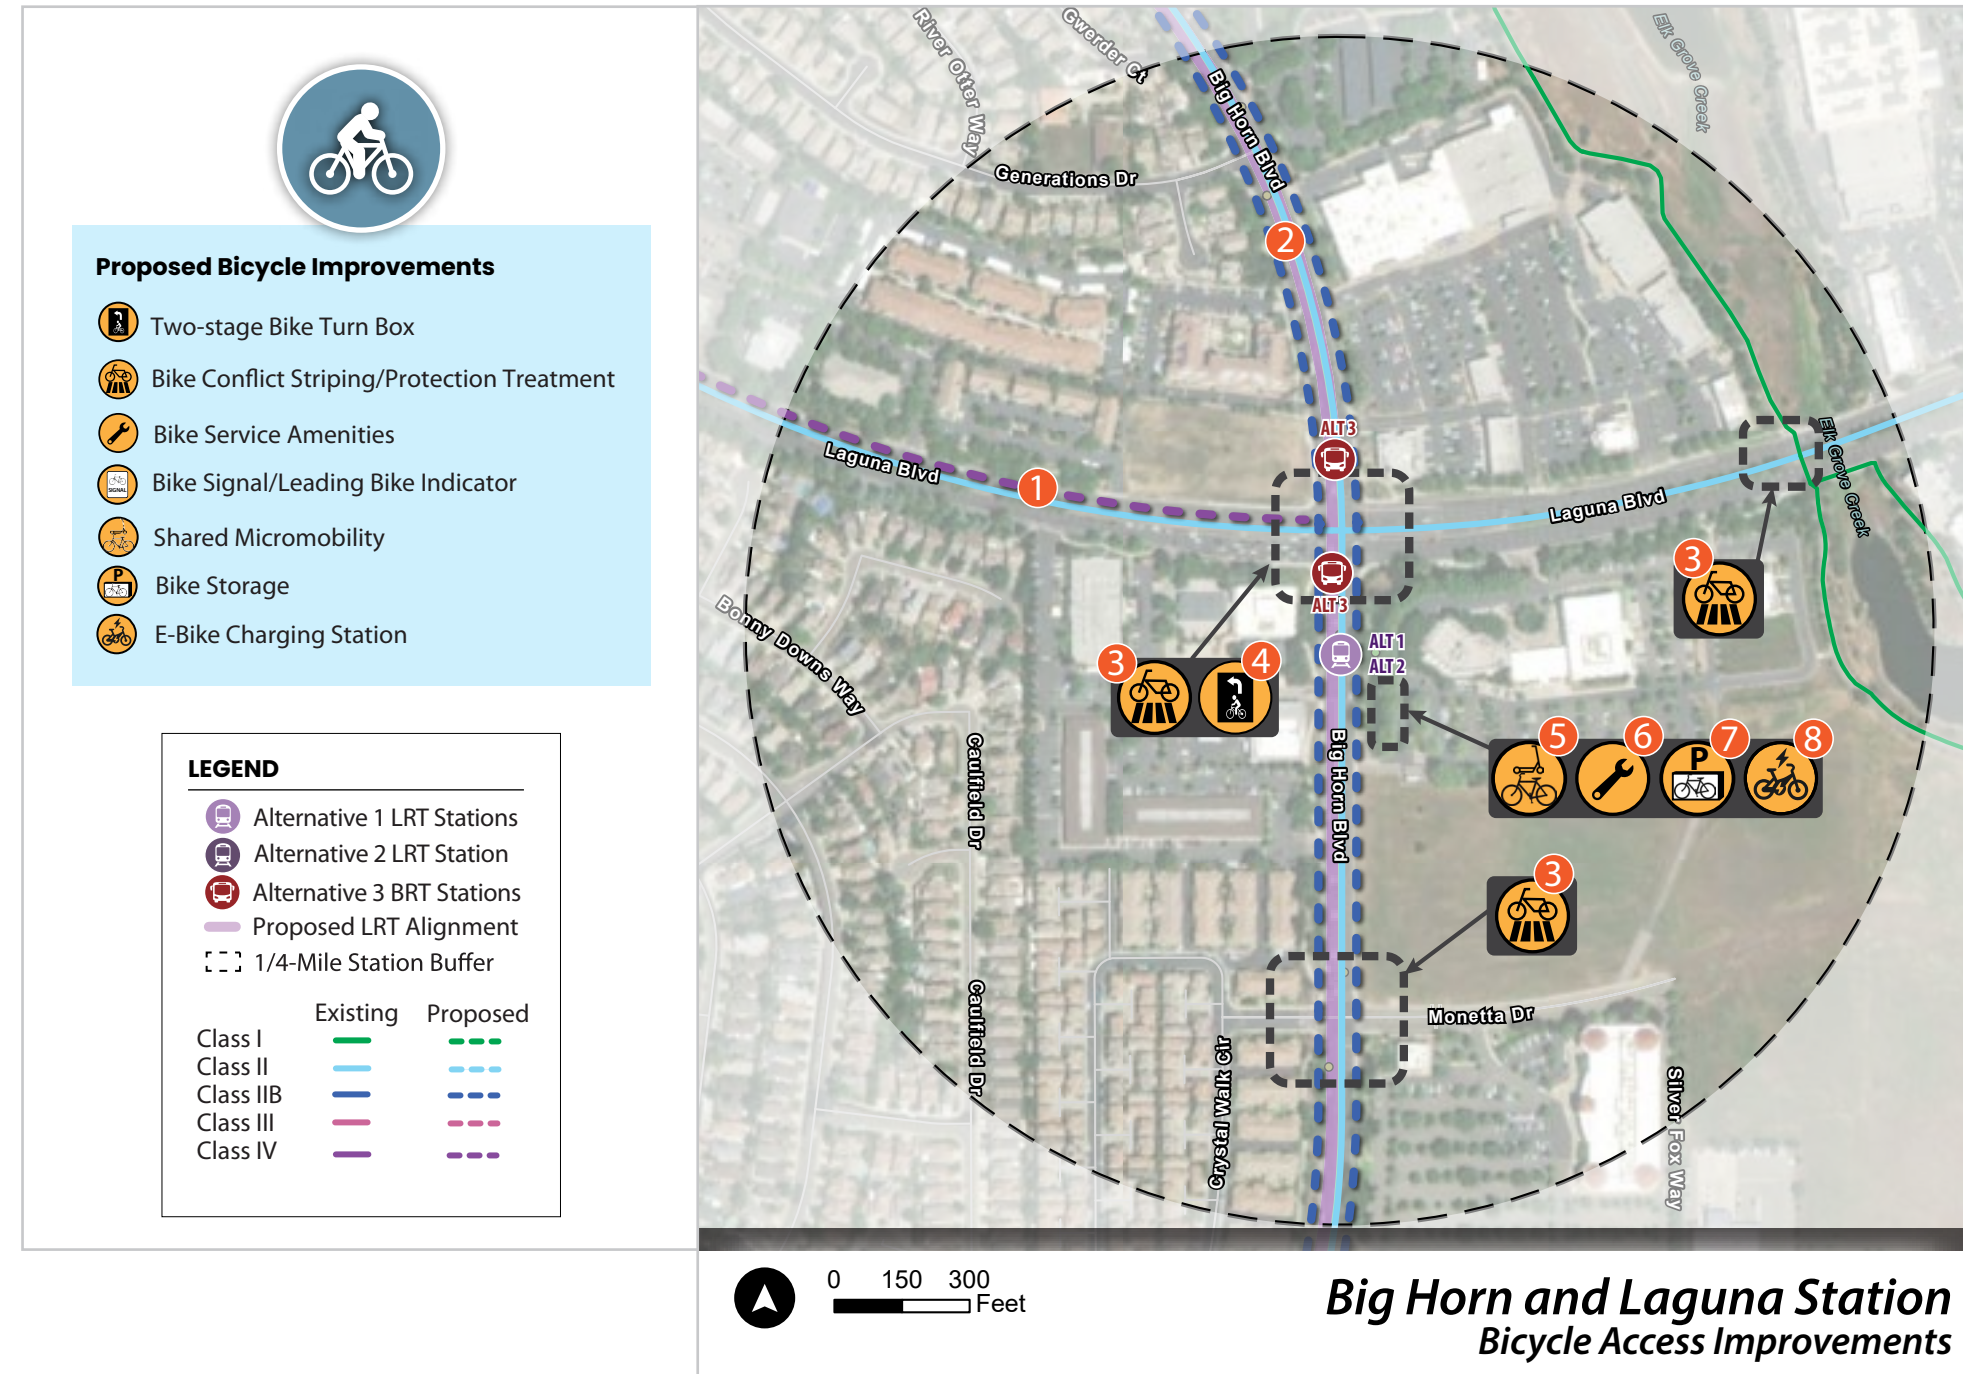 Proposed Bicycle Improvements
Two-stage Bike Turn Box
Bike Conflict Striping/Protection Treatment
Bike Service Amenities
SIGNAL
Bike Signal/Leading Bike Indicator
Shared Micromobility
P
Bike Storage
E-Bike Charging Station
LEGEND
Alternative 1 LRT Stations
Alternative 2 LRT Station
Alternative 3 BRT Stations
Proposed LRT Alignment
1/4-Mile Station Buffer
Existing Proposed
Class I
Class II
Class IIB
Class III
Class IV
River Otter Way
Gwerder Ct
Big Horn Blvd
Elk Grove Creek
Generations Dr
2
ALT 3
Laguna Blvd
1
Laguna Blvd
Elk Grove Creek
3
ALT 3
Bonny Downs Way
ALT 1
ALT 2
3
4
Caulfield Dr
Big Horn Blvd
5
6
7
8
P
3
Caulfield Dr
Monetta Dr
Crystal Walk Cir
Silver Fox Way
0 150 300
Feet
Big Horn and Laguna Station
Bicycle Access Improvements